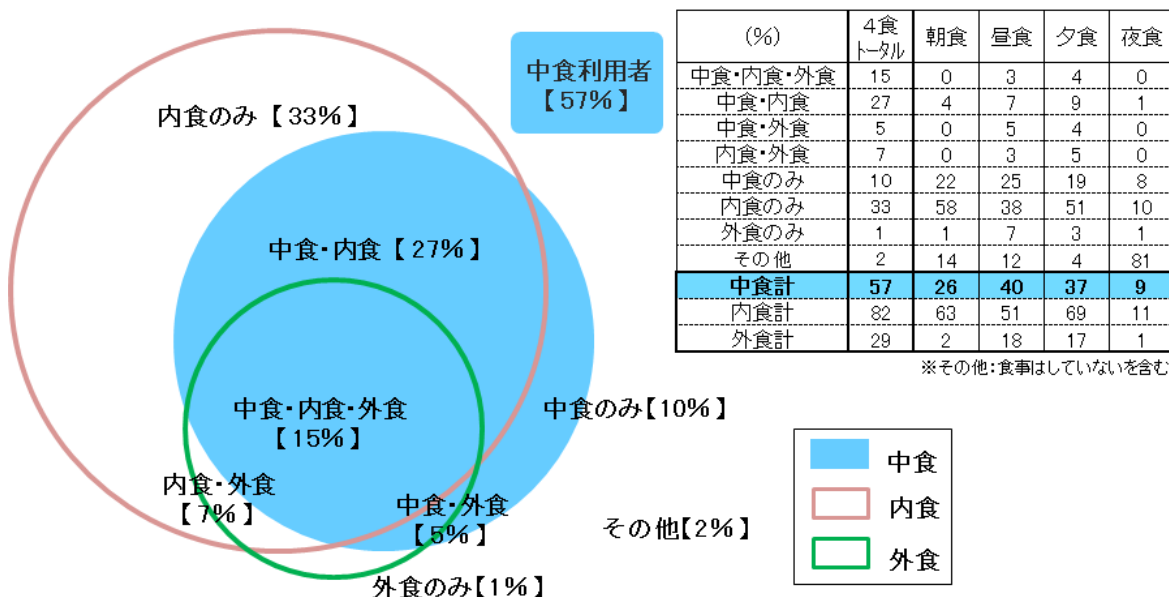 中食利用者
【57%】
内食のみ【33%】
中食・内食【27%】
中食・内食・外食
【15%】
中食のみ【10%】
内食・外食
【7%】
中食・外食
【5%】
その他【2%】
外食のみ【1%】
(%) 4食トータル 朝食 昼食 夕食 夜食
中食・内食・外食 15 0 3 4 0
中食・内食 27 4 7 9 1
中食・外食 5 0 5 4 0
内食・外食 7 0 3 5 0
中食のみ 10 22 25 19 8
内食のみ 33 58 38 51 10
外食のみ 1 1 7 3 1
その他 2 14 12 4 81
中食計 57 26 40 37 9
内食計 82 63 51 69 11
外食計 29 2 18 17 1
※その他：食事はしていないを含む
中食
内食
外食